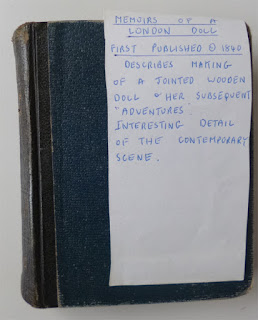 MEMOIRS OF A
LONDON DOLL
FIRST PUBLISHED © 1840
DESCRIBES MAKING
OF A JOINTED WOODEN
DOLL & HER SUBSEQUENT
"ADVENTURES.
INTERESTING DETAIL
OF THE CONTEMPORARY
SCENE.